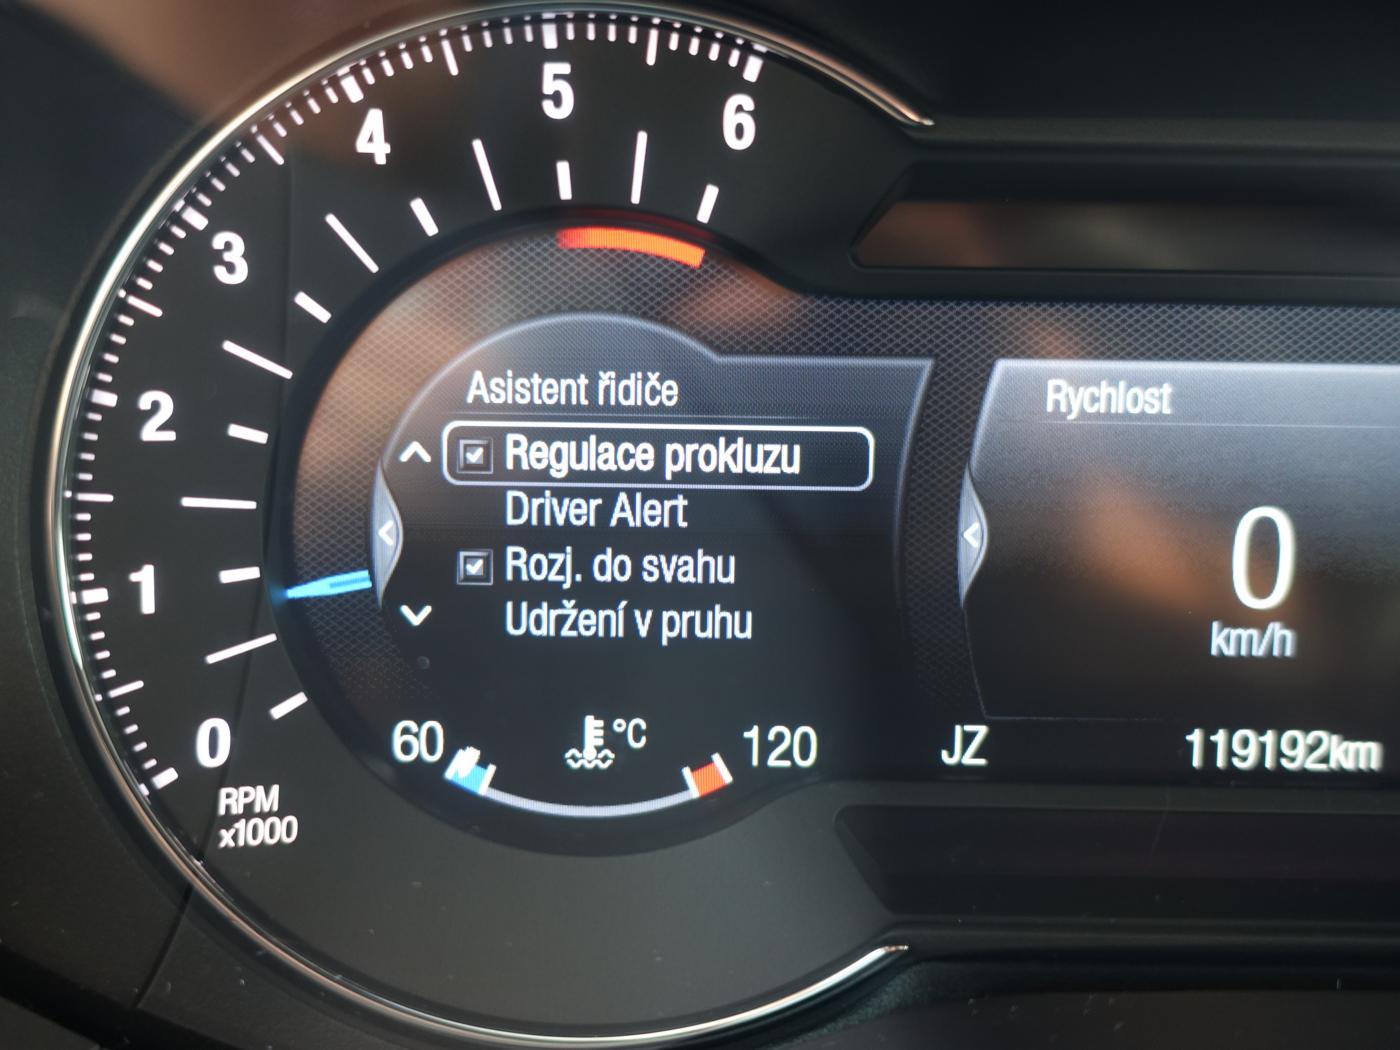 6
5
4
3
2
1
0
RPM
x1000
Asistent řidiče
Regulace prokluzu
Driver Alert
Rozj. do svahu
Udržení v pruhu
60
°C
120
Rychlost
0
km/h
JZ
119192km